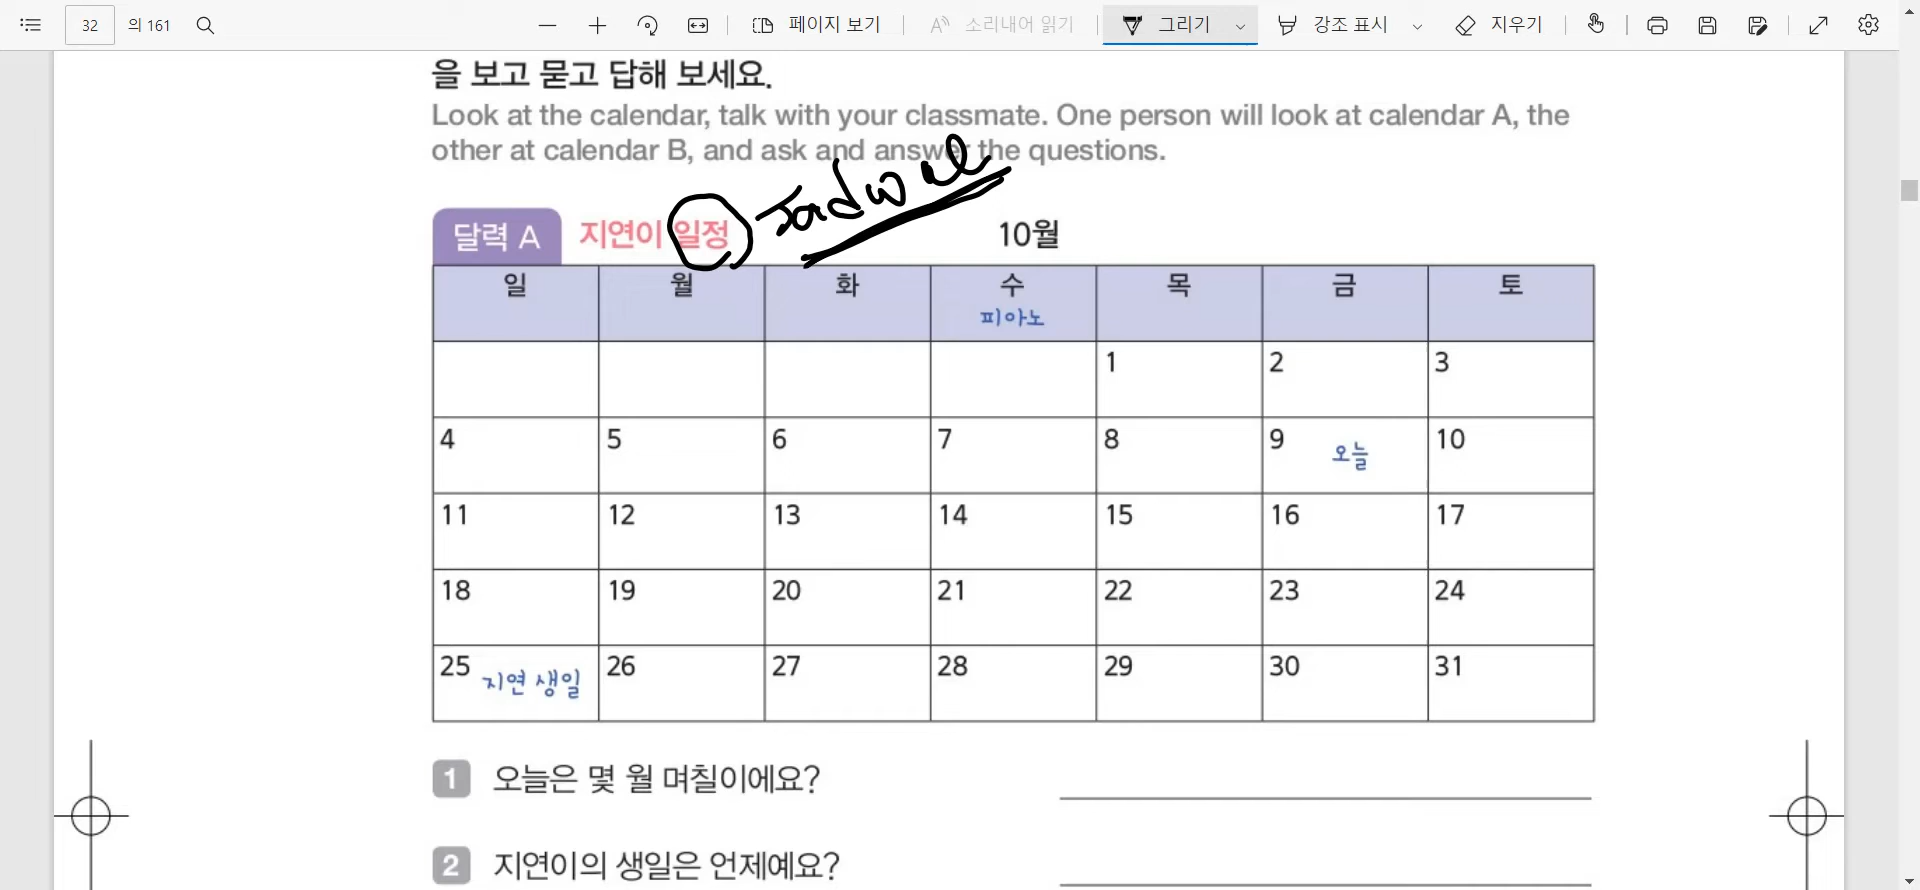 32 의 161 페이지 보기 소리내어 읽기 그리기 강조 표시 지우기
을 보고 묻고 답해 보세요.
Look at the calendar, talk with your classmate. One person will look at calendar A, the
other at calendar B, and ask and answer the questions.
Jadwal
달력 A 지연이 일정 10월
일 월 화 수 목 금 토
피아노
1 2 3
4 5 6 7 8 9 오늘 10
11 12 13 14 15 16 17
18 19 20 21 22 23 24
25 지연 생일 26 27 28 29 30 31
1 오늘은 몇 월 며칠이에요?
2 지연이의 생일은 언제예요?